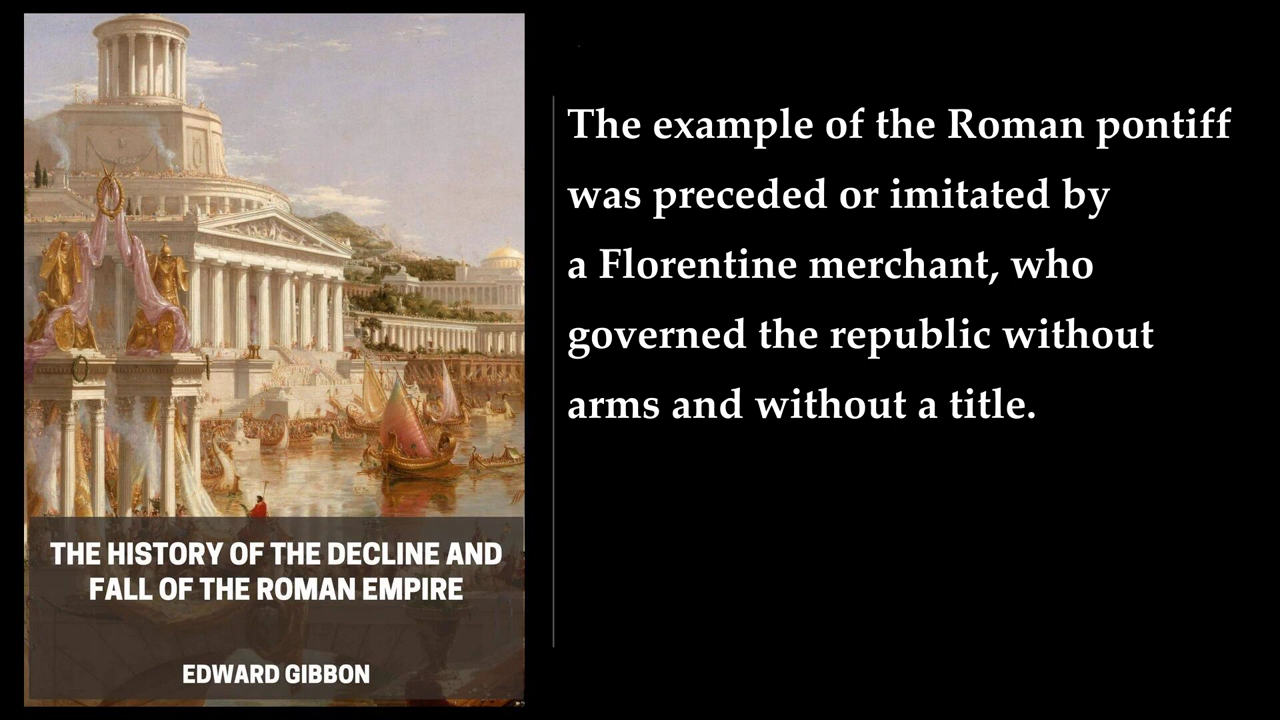 THE HISTORY OF THE DECLINE AND
FALL OF THE ROMAN EMPIRE
EDWARD GIBBON
The example of the Roman pontiff
was preceded or imitated by
a Florentine merchant, who
governed the republic without
arms and without a title.